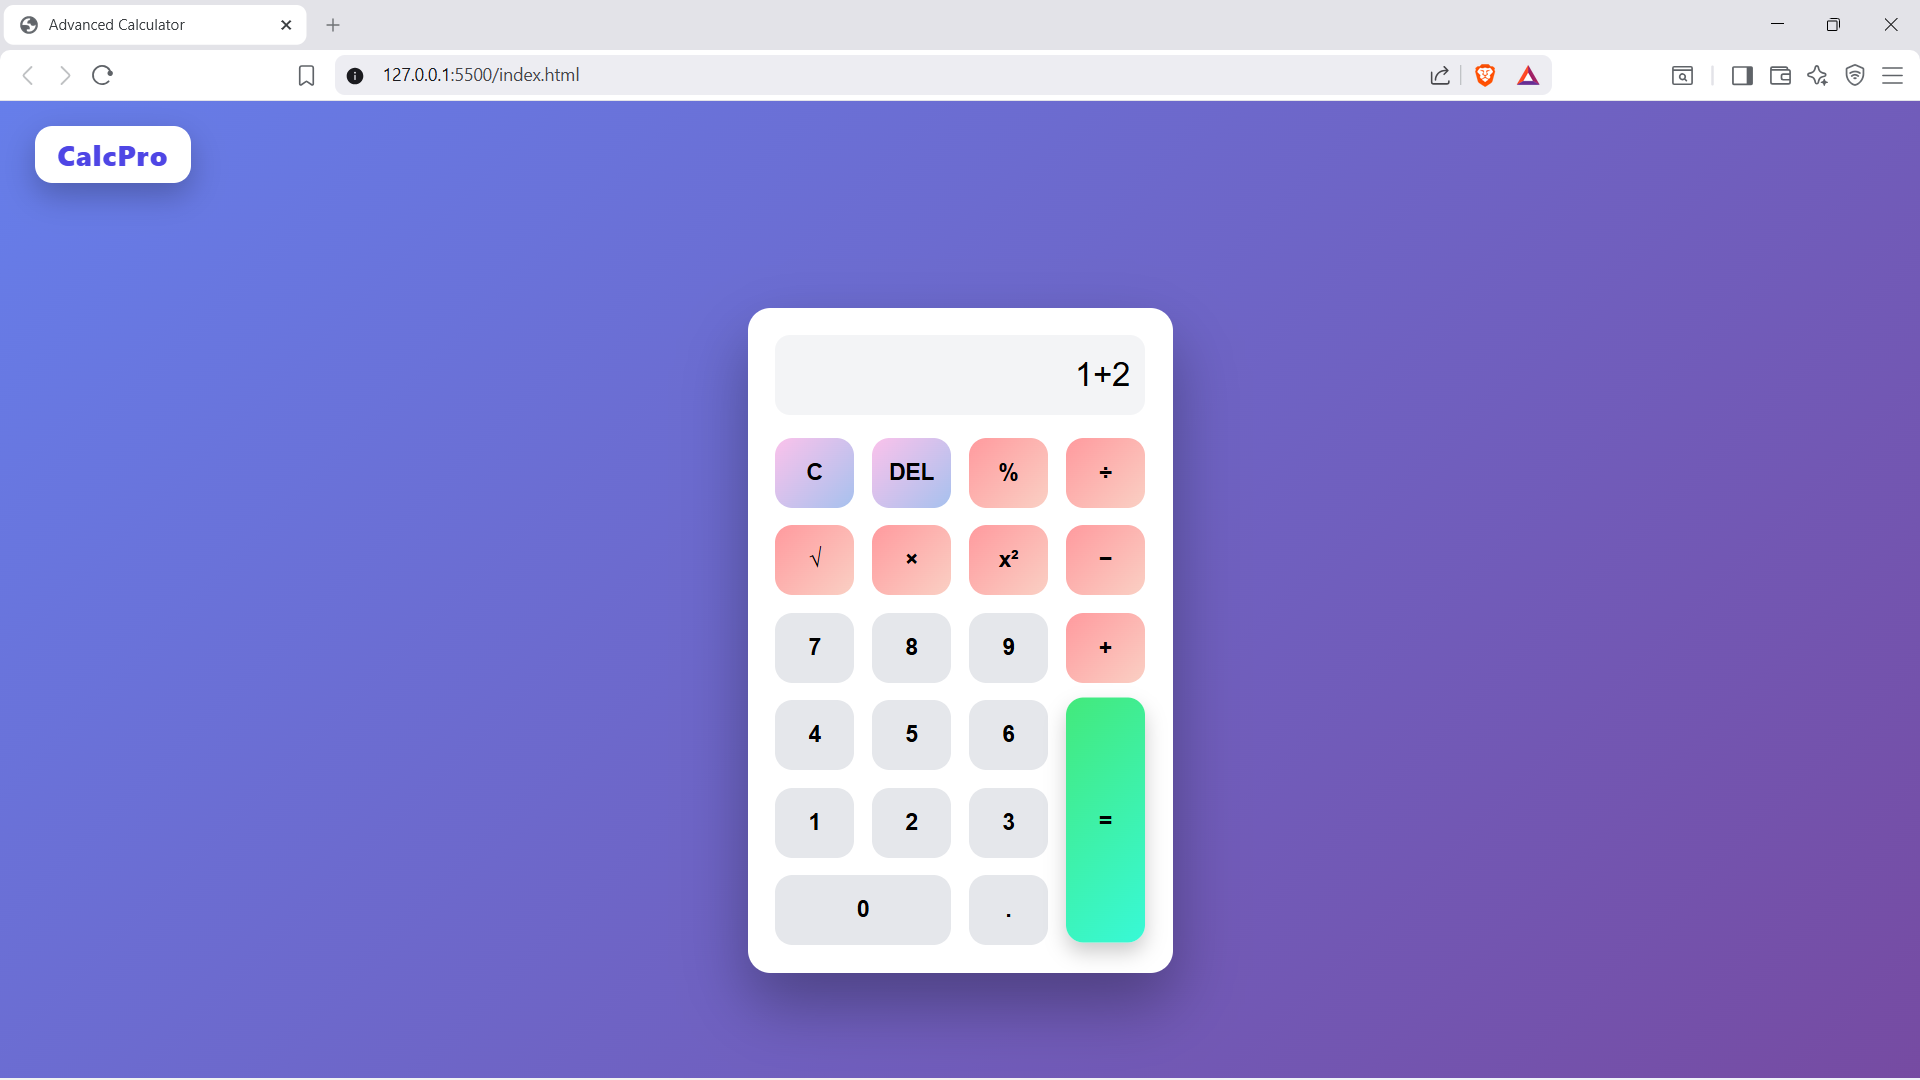 Advanced Calculator
127.0.0.1:5500/index.html
CalcPro
1+2
C DEL % ÷
√ × x² −
7 8 9 +
4 5 6
1 2 3 =
0 .